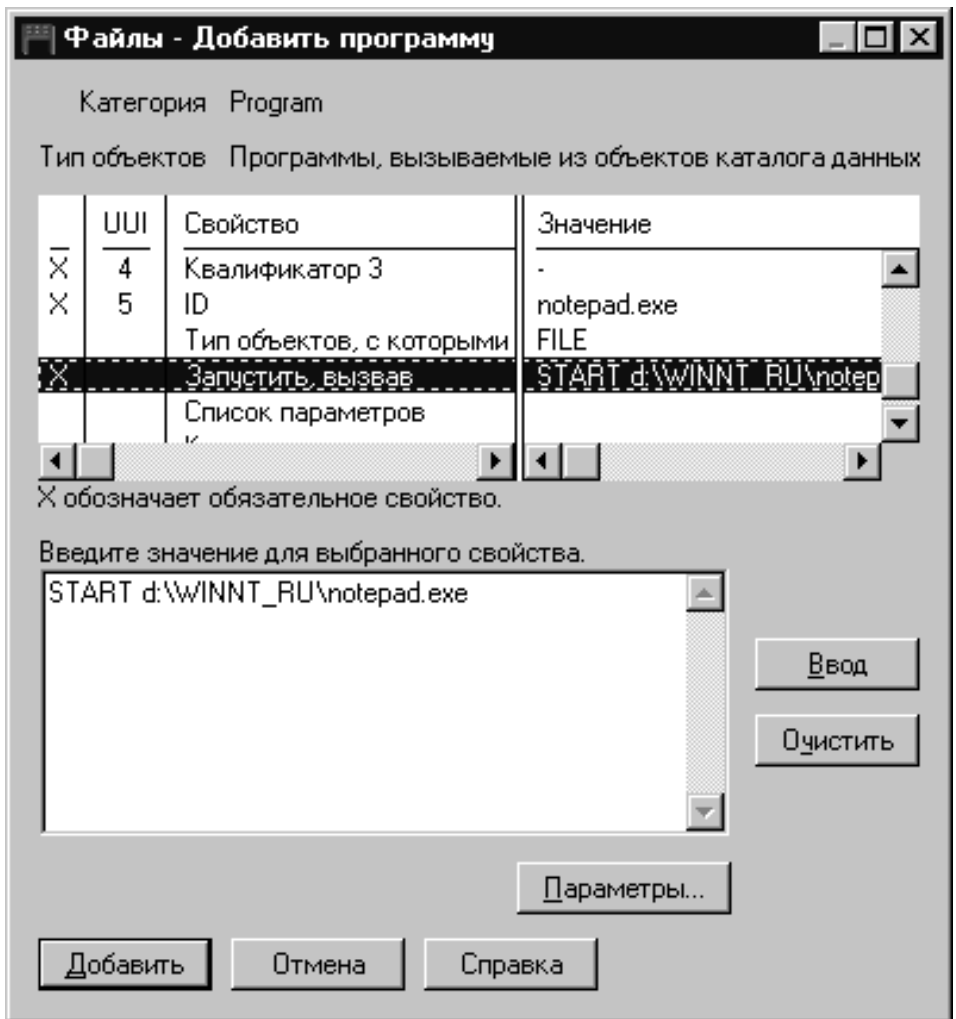 Файлы - Добавить программу
Категория Program
Тип объектов Программы, вызываемые из объектов каталога данных
UUI Свойство Значение
X 4 Квалификатор 3 -
X 5 ID notepad.exe
Тип объектов, с которыми FILE
X Запустить, вызвав START d:\WINNT_RU\notep
Список параметров
X обозначает обязательное свойство.
Введите значение для выбранного свойства.
START d:\WINNT_RU\notepad.exe
Ввод
Очистить
Параметры...
Добавить Отмена Справка